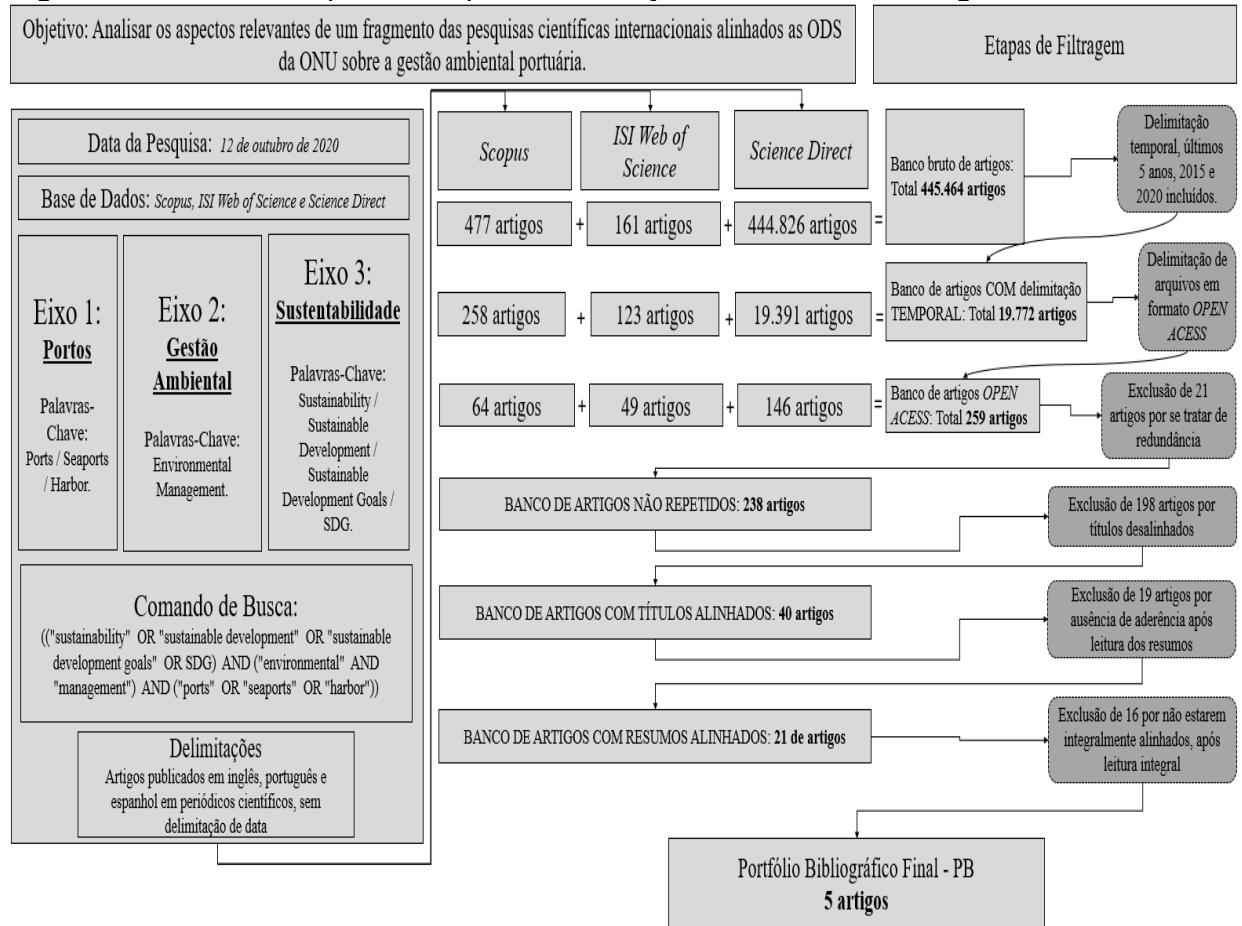 Objetivo: Analisar os aspectos relevantes de um fragmento das pesquisas científicas internacionais alinhados as ODS
da ONU sobre a gestão ambiental portuária.
Etapas de Filtragem
Data da Pesquisa: 12 de outubro de 2020
Base de Dados: Scopus, ISI Web of Science e Science Direct
Eixo 1:
Portos
Palavras-
Chave:
Ports / Seaports
/ Harbor.
Eixo 2:
Gestão
Ambiental
Palavras-Chave:
Environmental
Management.
Eixo 3:
Sustentabilidade
Palavras-Chave:
Sustainability /
Sustainable
Development /
Sustainable
Development Goals /
SDG.
Comando de Busca:
(("sustainability" OR "sustainable development" OR "sustainable
development goals" OR SDG) AND ("environmental" AND
"management") AND ("ports" OR "seaports" OR "harbor"))
Delimitações
Artigos publicados em inglês, português e
espanhol em periódicos científicos, sem
delimitação de data
Scopus
ISI Web of
Science
Science Direct
477 artigos + 161 artigos + 444.826 artigos =
Banco bruto de artigos:
Total 445.464 artigos
Delimitação
temporal, últimos
5 anos, 2015 e
2020 incluídos.
258 artigos + 123 artigos + 19.391 artigos =
Banco de artigos COM delimitação
TEMPORAL: Total 19.772 artigos
Delimitação de
arquivos em
formato OPEN
ACESS
64 artigos + 49 artigos + 146 artigos =
Banco de artigos OPEN
ACESS: Total 259 artigos
Exclusão de 21
artigos por se tratar de
redundância
BANCO DE ARTIGOS NÃO REPETIDOS: 238 artigos
Exclusão de 198 artigos por
títulos desalinhados
BANCO DE ARTIGOS COM TÍTULOS ALINHADOS: 40 artigos
Exclusão de 19 artigos por
ausência de aderência após
leitura dos resumos
BANCO DE ARTIGOS COM RESUMOS ALINHADOS: 21 de artigos
Exclusão de 16 por não estarem
integralmente alinhados, após
leitura integral
Portfólio Bibliográfico Final - PB
5 artigos